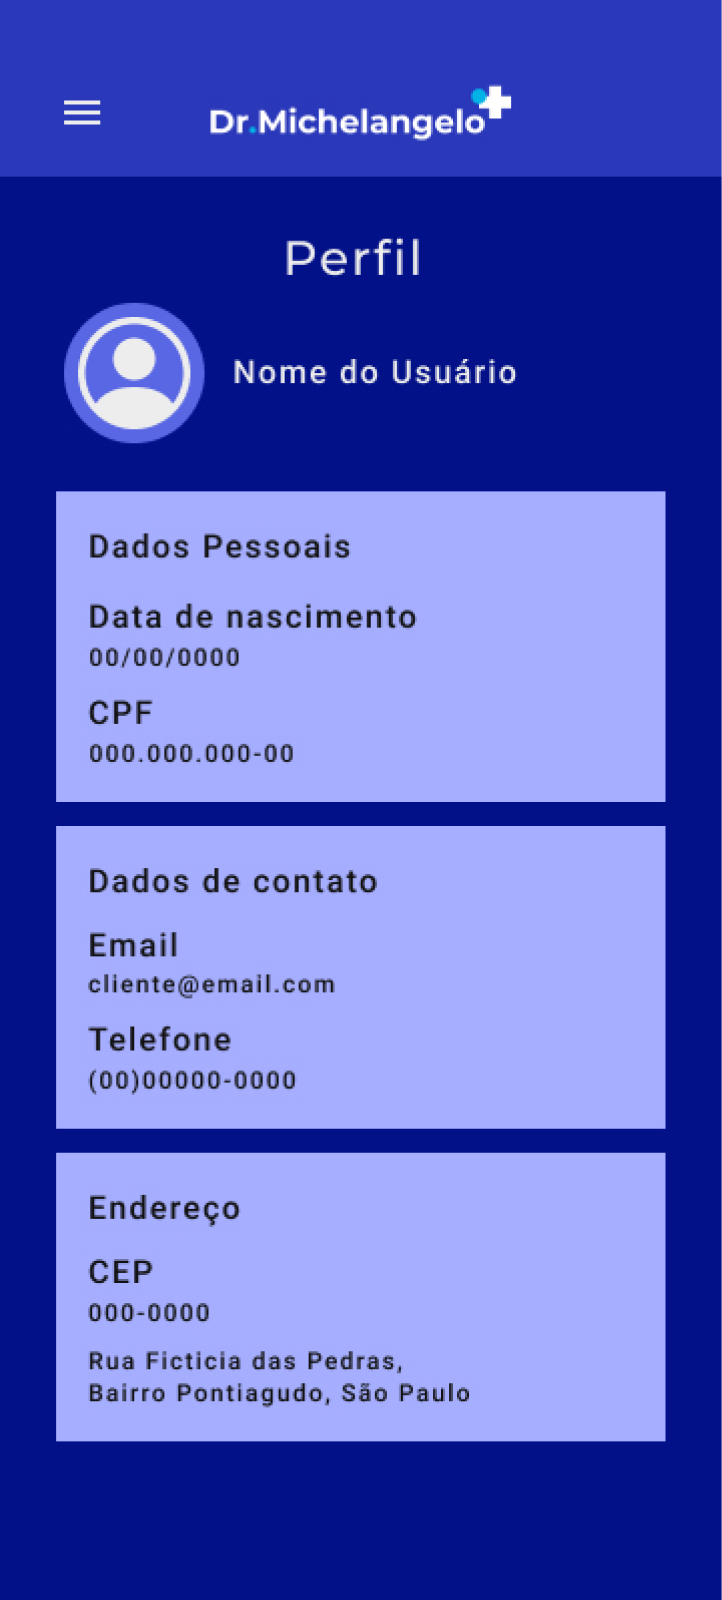 Dr.Michelangelo
Perfil
Nome do Usuário
Dados Pessoais
Data de nascimento
00/00/0000
CPF
000.000.000-00
Dados de contato
Email
cliente@email.com
Telefone
(00)00000-0000
Endereço
CEP
000-0000
Rua Ficticia das Pedras,
Bairro Pontiagudo, São Paulo